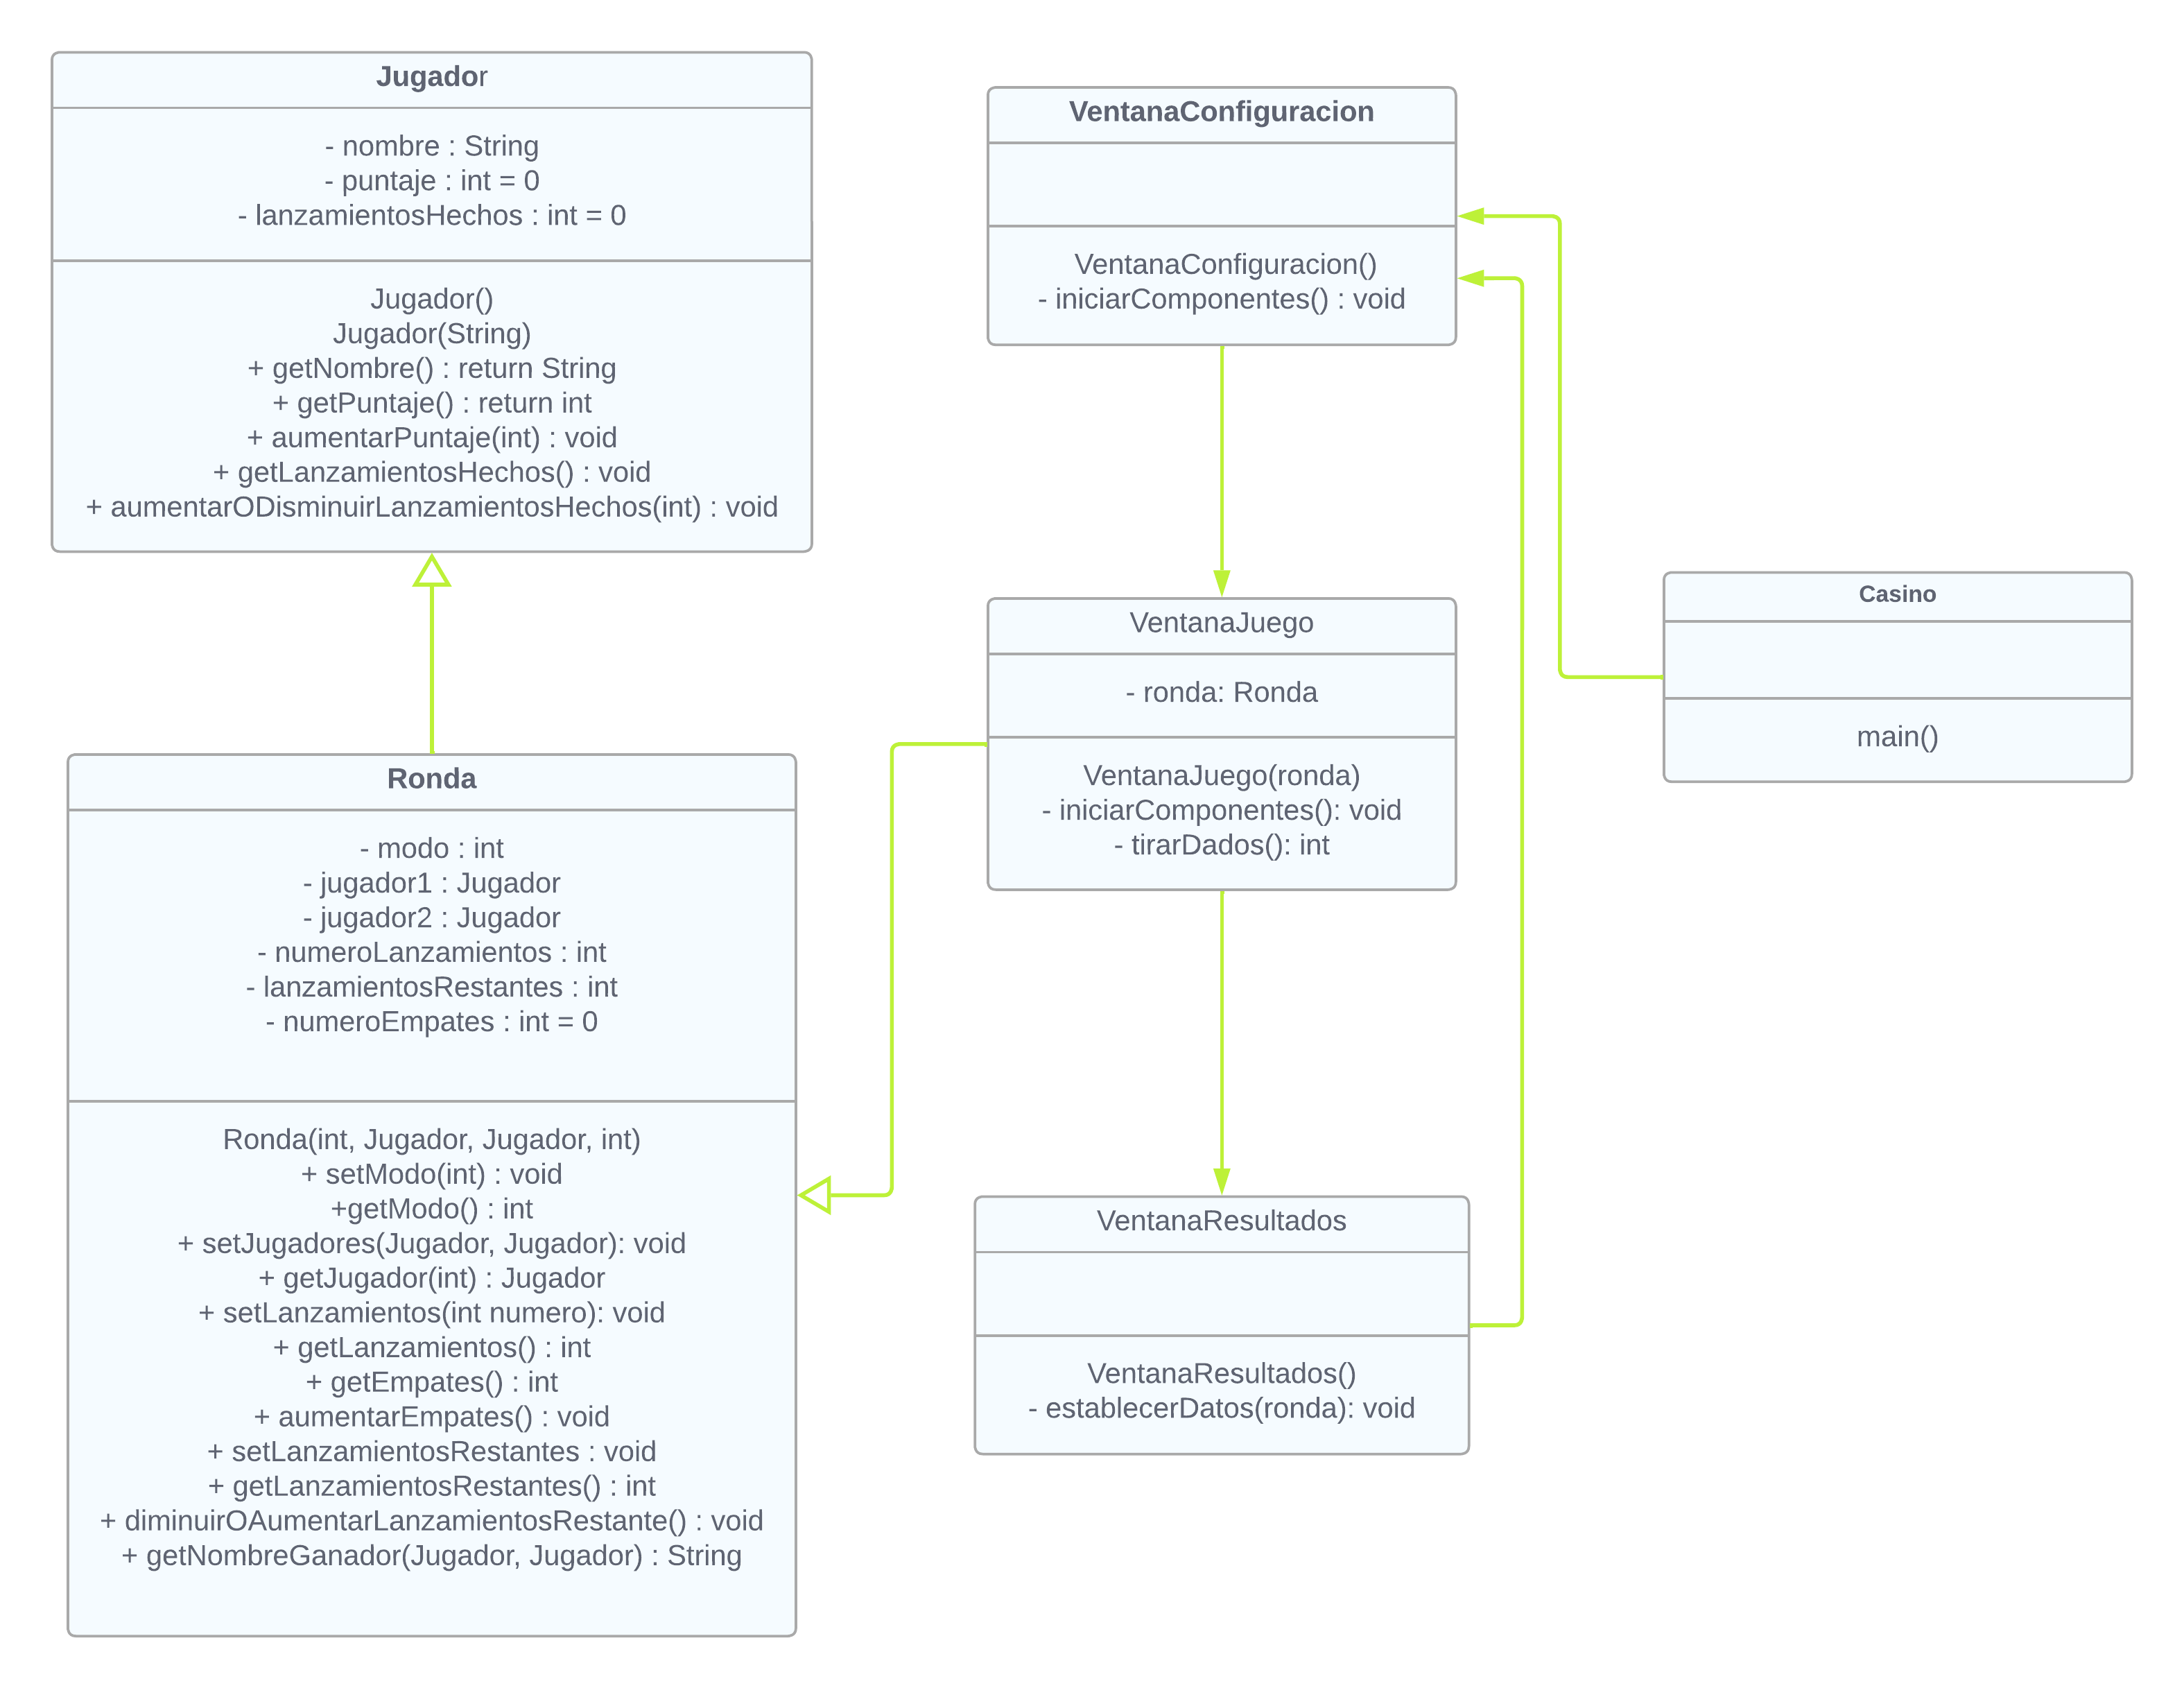 Jugador
- nombre : String
- puntaje : int = 0
- lanzamientosHechos : int = 0
Jugador()
Jugador(String)
+ getNombre() : return String
+ getPuntaje() : return int
+ aumentarPuntaje(int) : void
+ getLanzamientosHechos() : void
+ aumentarODisminuirLanzamientosHechos(int) : void
Ronda
- modo : int
- jugador1 : Jugador
- jugador2 : Jugador
- numeroLanzamientos : int
- lanzamientosRestantes : int
- numeroEmpates : int = 0
Ronda(int, Jugador, Jugador, int)
+ setModo(int) : void
+getModo() : int
+ setJugadores(Jugador, Jugador): void
+ getJugador(int) : Jugador
+ setLanzamientos(int numero): void
+ getLanzamientos() : int
+ getEmpates() : int
+ aumentarEmpates() : void
+ setLanzamientosRestantes : void
+ getLanzamientosRestantes() : int
+ diminuirOAumentarLanzamientosRestante() : void
+ getNombreGanador(Jugador, Jugador) : String
VentanaConfiguracion
VentanaConfiguracion()
- iniciarComponentes() : void
VentanaJuego
- ronda: Ronda
VentanaJuego(ronda)
- iniciarComponentes(): void
- tirarDados(): int
VentanaResultados
VentanaResultados()
- establecerDatos(ronda): void
Casino
main()